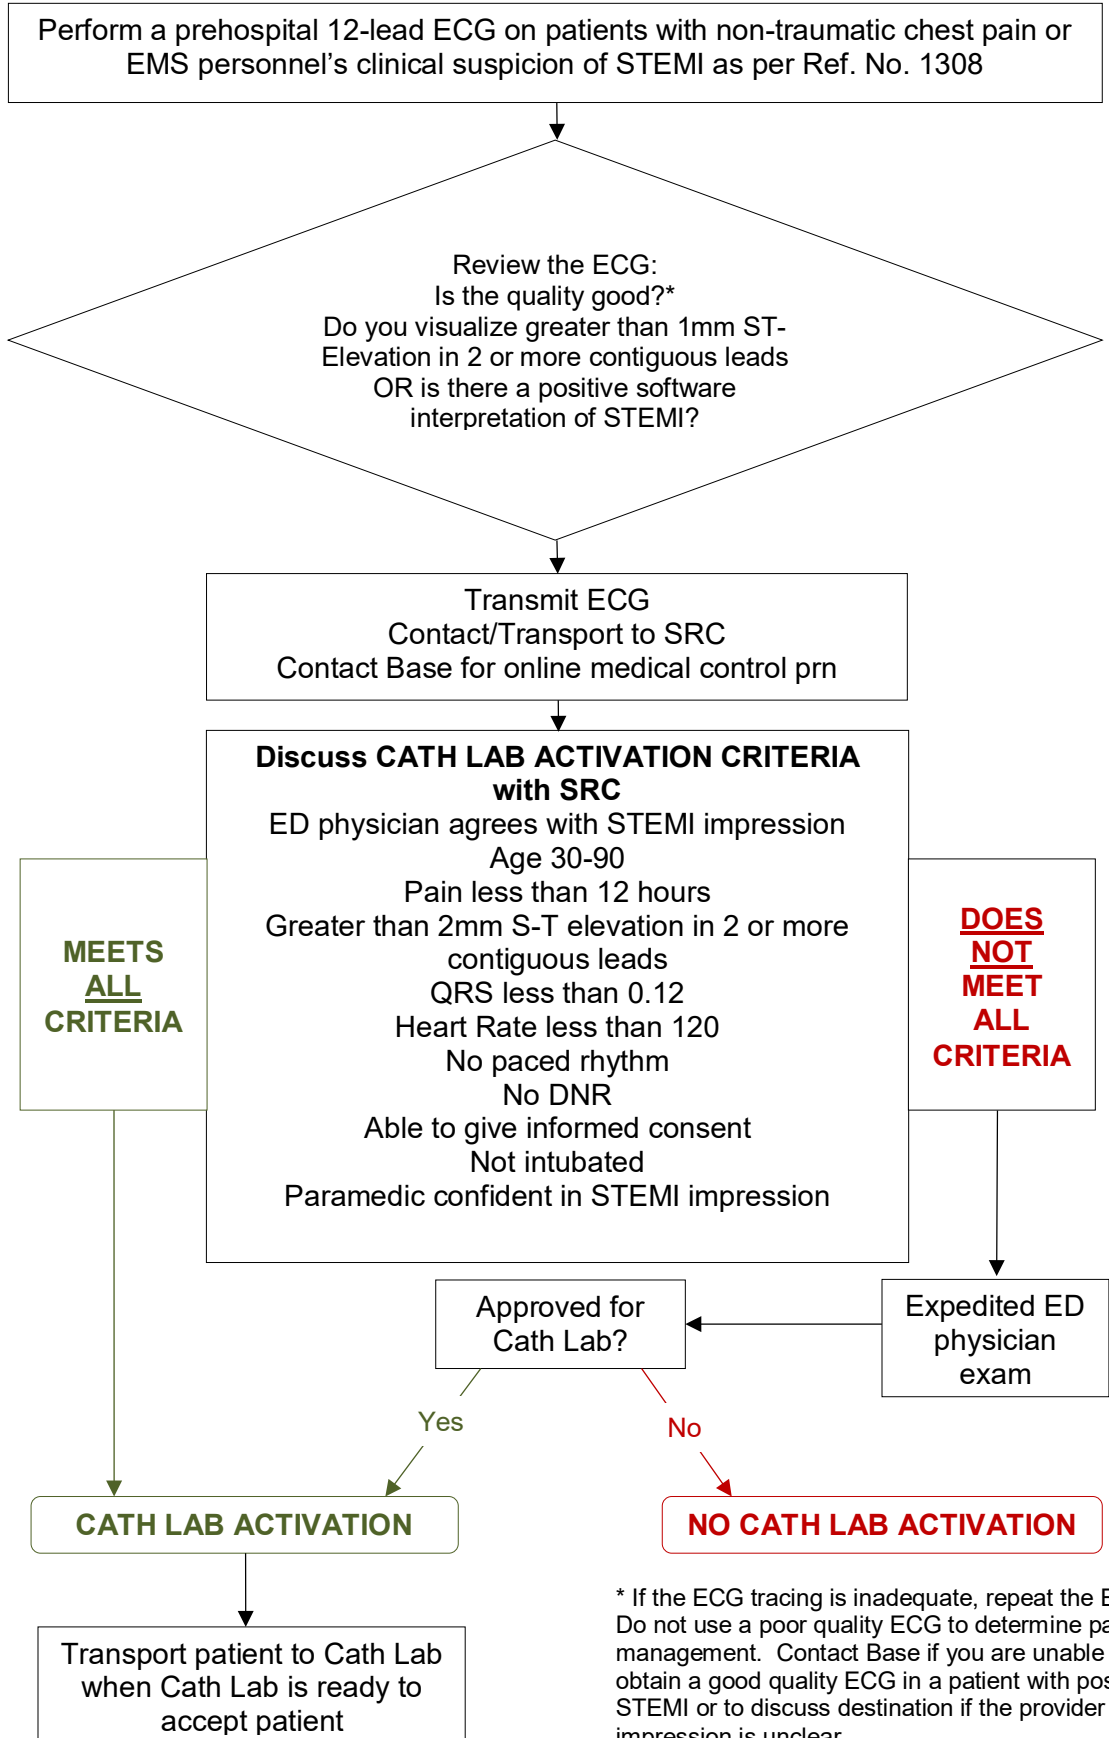 Perform a prehospital 12-lead ECG on patients with non-traumatic chest pain or
EMS personnel’s clinical suspicion of STEMI as per Ref. No. 1308
Review the ECG:
Is the quality good?*
Do you visualize greater than 1mm ST-
Elevation in 2 or more contiguous leads
OR is there a positive software
interpretation of STEMI?
Transmit ECG
Contact/Transport to SRC
Contact Base for online medical control prn
Discuss CATH LAB ACTIVATION CRITERIA
with SRC
ED physician agrees with STEMI impression
Age 30-90
Pain less than 12 hours
Greater than 2mm S-T elevation in 2 or more
contiguous leads
QRS less than 0.12
Heart Rate less than 120
No paced rhythm
No DNR
Able to give informed consent
Not intubated
Paramedic confident in STEMI impression
MEETS
ALL
CRITERIA
DOES
NOT
MEET
ALL
CRITERIA
Expedited ED
physician
exam
Approved for
Cath Lab?
Yes
No
CATH LAB ACTIVATION
NO CATH LAB ACTIVATION
Transport patient to Cath Lab
when Cath Lab is ready to
accept patient
* If the ECG tracing is inadequate, repeat the
Do not use a poor quality ECG to determine
management. Contact Base if you are unable
obtain a good quality ECG in a patient with
STEMI or to discuss destination if the provider
impression is unclear